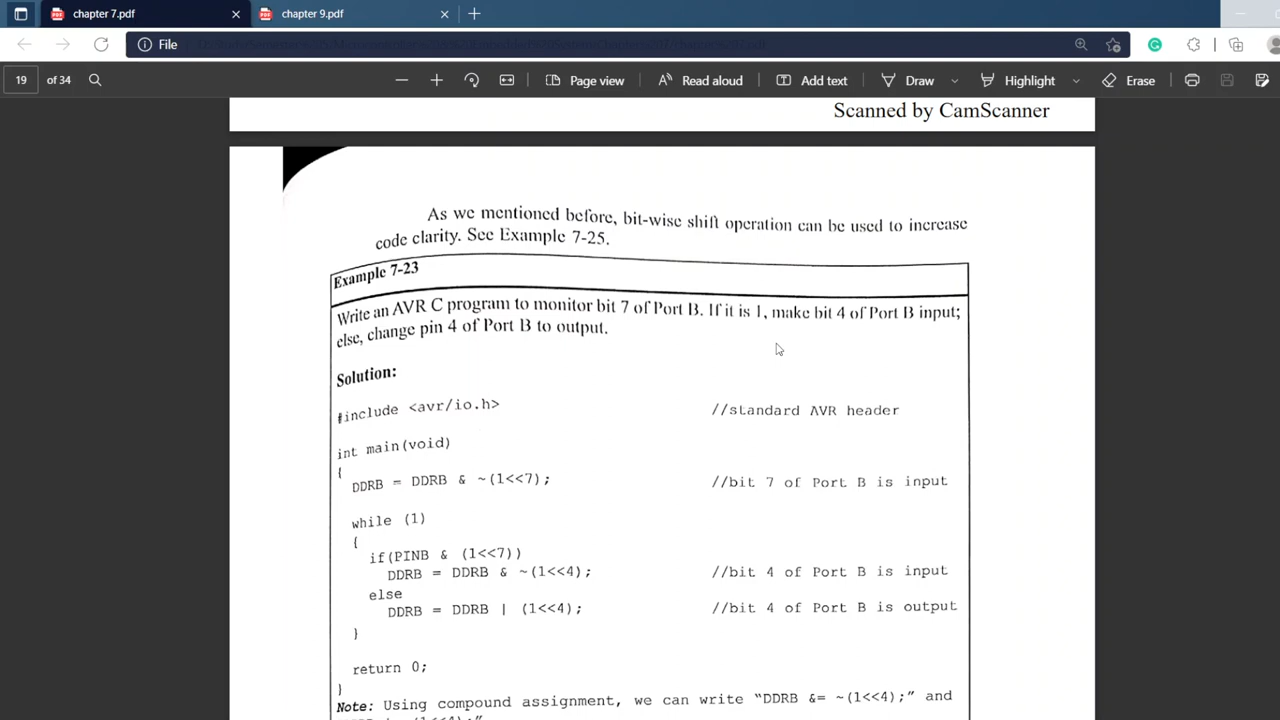 chapter 7.pdf
chapter 9.pdf
File
19 of 34
Page view
Read aloud
Add text
Draw
Highlight
Erase
Scanned by CamScanner
As we mentioned before, bit-wise shift operation can be used to increase
code clarity. See Example 7-25.
Example 7-23
Write an AVR C program to monitor bit 7 of Port B. If it is 1, make bit 4 of Port B input;
else, change pin 4 of Port B to output.
Solution:
#include <avr/io.h> //standard AVR header
int main(void)
{
DDRB = DDRB & ~(1<<7); //bit 7 of Port B is input
while (1)
{
if(PINB & (1<<7))
DDRB = DDRB & ~(1<<4); //bit 4 of Port B is input
else
DDRB = DDRB | (1<<4); //bit 4 of Port B is output
}
return 0;
}
Note: Using compound assignment, we can write “DDRB &= ~(1<<4);” and